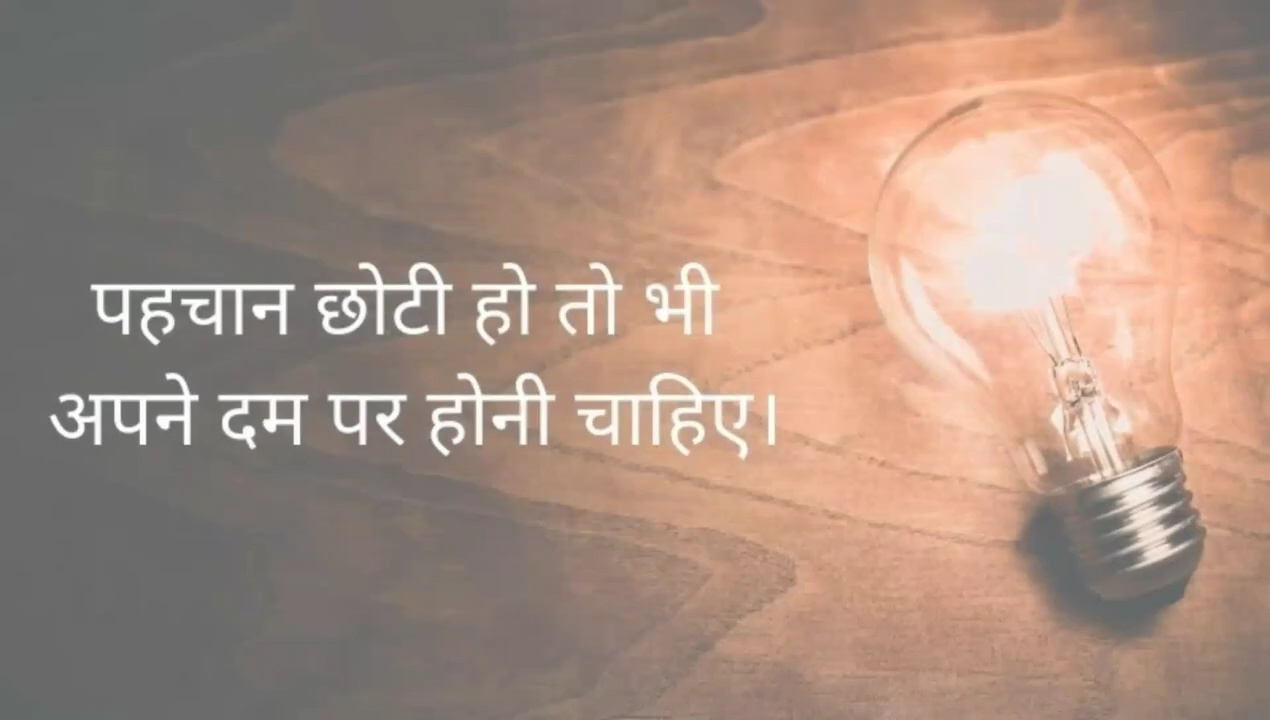 पहचान छोटी हो तो भी
अपने दम पर होनी चाहिए।